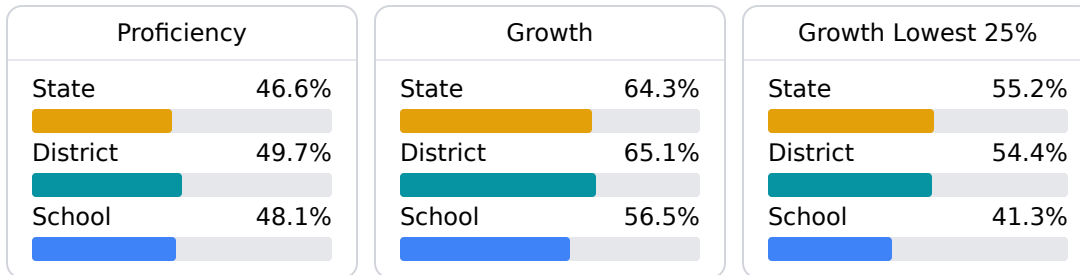 Proficiency
State 46.6%
District 49.7%
School 48.1%
Growth
State 64.3%
District 65.1%
School 56.5%
Growth Lowest 25%
State 55.2%
District 54.4%
School 41.3%